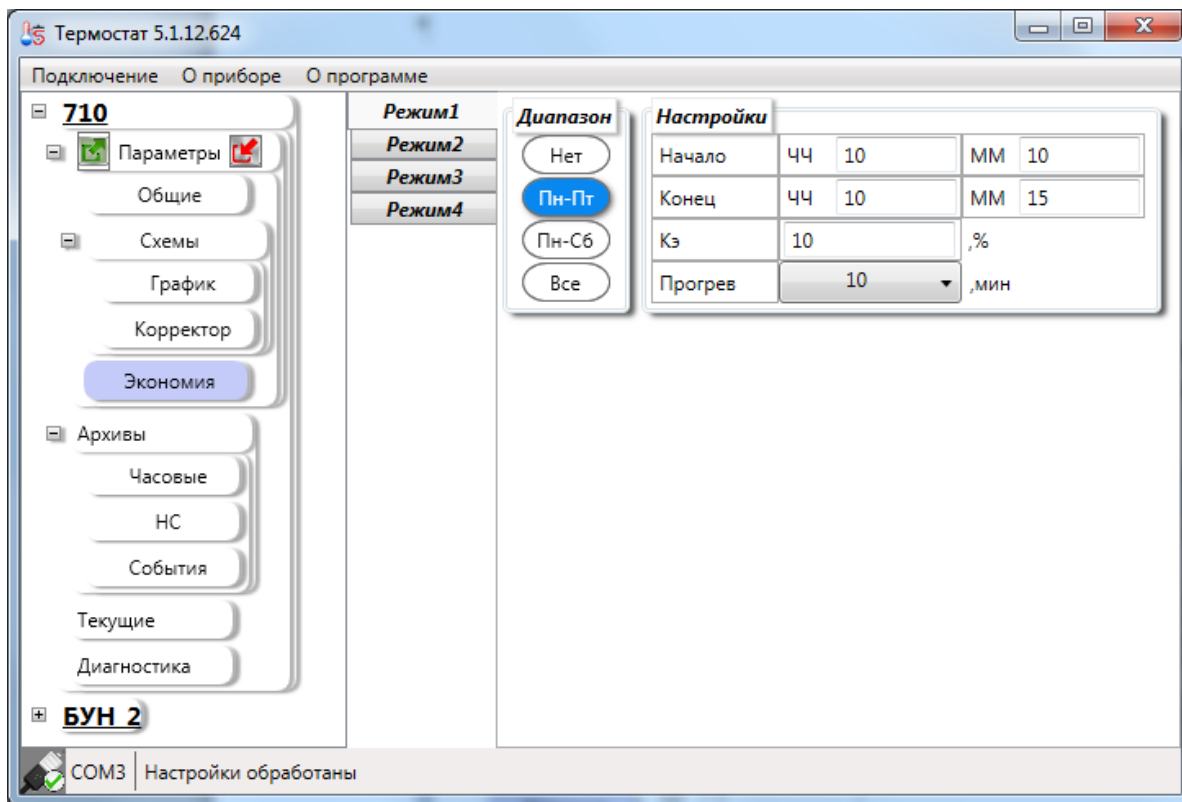 Термостат 5.1.12.624
Подключение О приборе О программе
710
Параметры
Общие
Схемы
График
Корректор
Экономия
Архивы
Часовые
НС
События
Текущие
Диагностика
БУН_2
Режим1
Режим2
Режим3
Режим4
Диапазон
Нет
Пн-Пт
Пн-Сб
Все
Настройки
Начало ЧЧ 10 ММ 10
Конец ЧЧ 10 ММ 15
Кэ 10 ,%
Прогрев 10 ,мин
COM3 Настройки обработаны